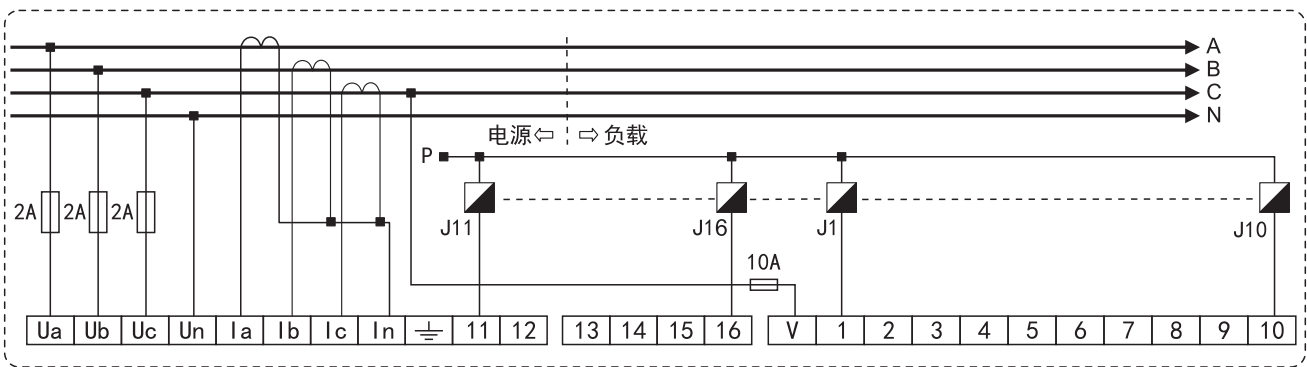 A
B
C
N
电源⇦ ⇨负载
P
2A 2A 2A
J11 J16 J1 J10
10A
Ua Ub Uc Un Ia Ib Ic In 11 12 13 14 15 16 V 1 2 3 4 5 6 7 8 9 10